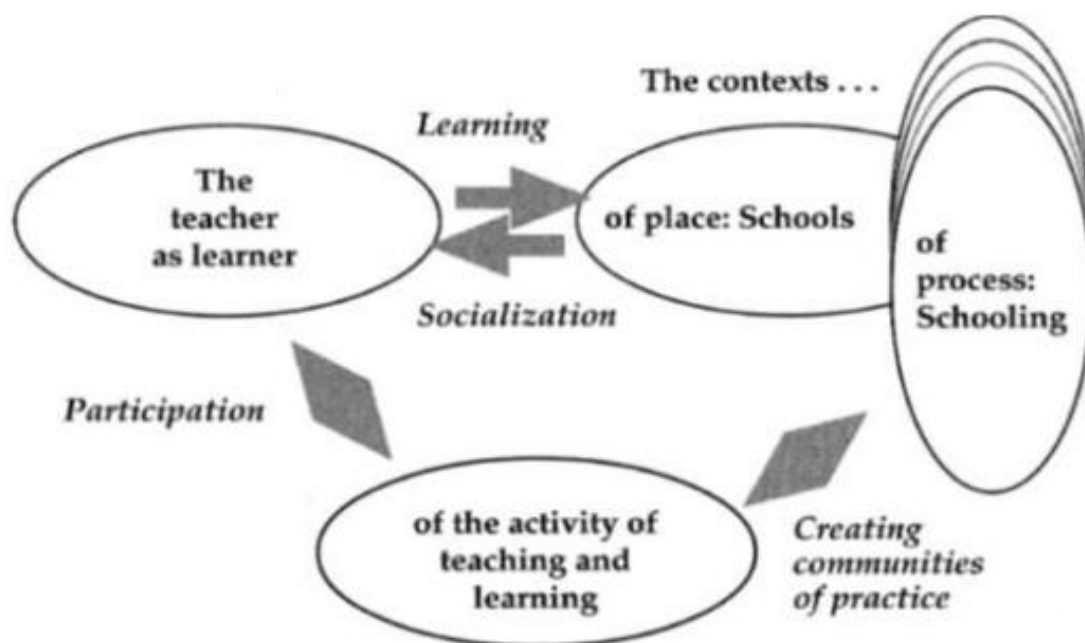 The contexts . . .
Learning
The
teacher
as learner
of place: Schools
of
process:
Schooling
Socialization
Participation
of the activity of
teaching and
learning
Creating
communities
of practice